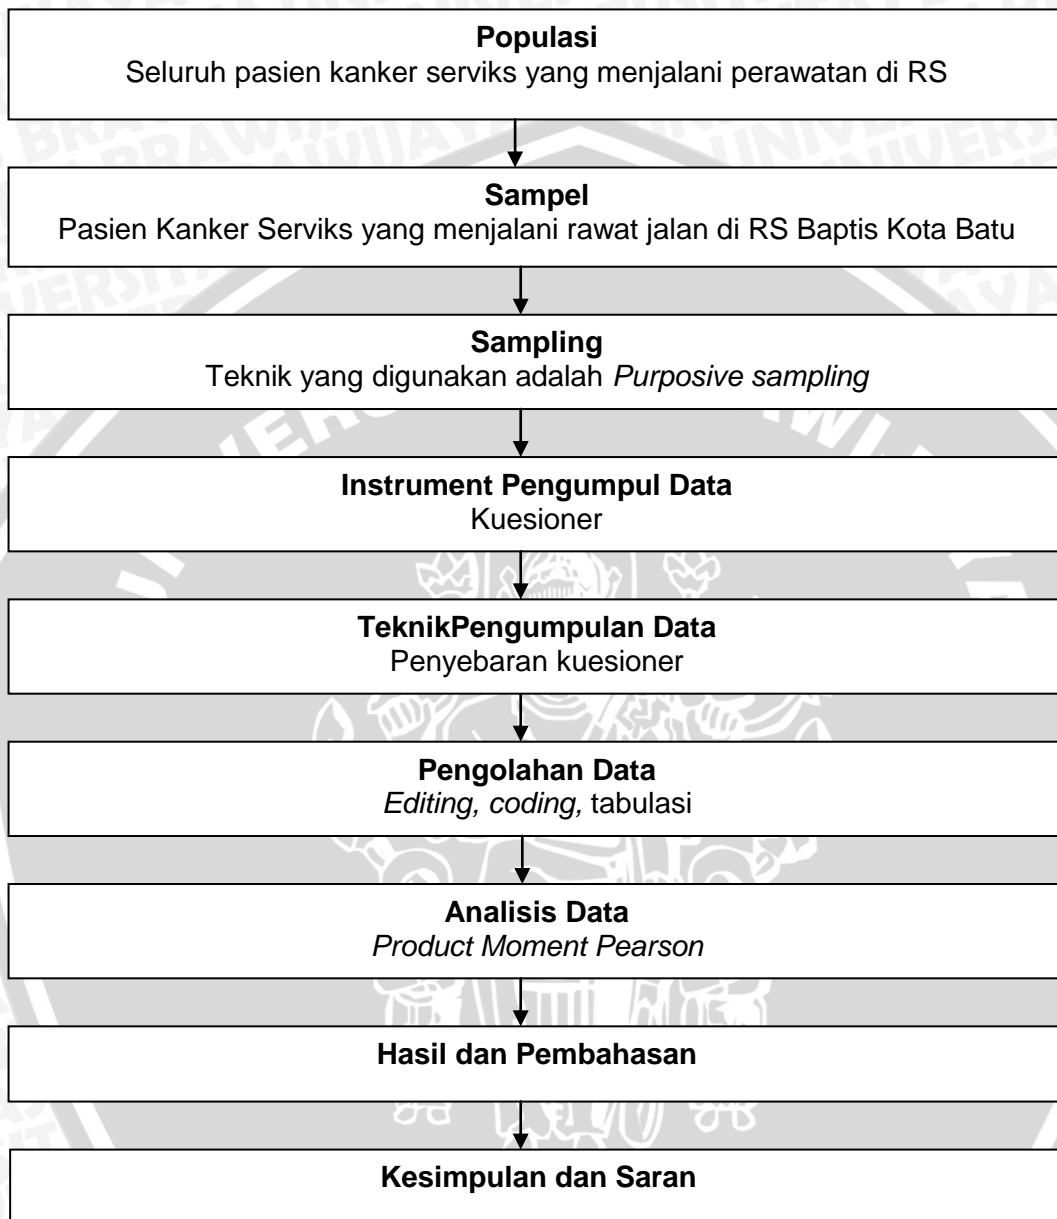 Populasi
Seluruh pasien kanker serviks yang menjalani perawatan di RS
Sampel
Pasien Kanker Serviks yang menjalani rawat jalan di RS Baptis Kota Batu
Sampling
Teknik yang digunakan adalah Purposive sampling
Instrument Pengumpul Data
Kuesioner
TeknikPengumpulan Data
Penyebaran kuesioner
Pengolahan Data
Editing, coding, tabulasi
Analisis Data
Product Moment Pearson
Hasil dan Pembahasan
Kesimpulan dan Saran